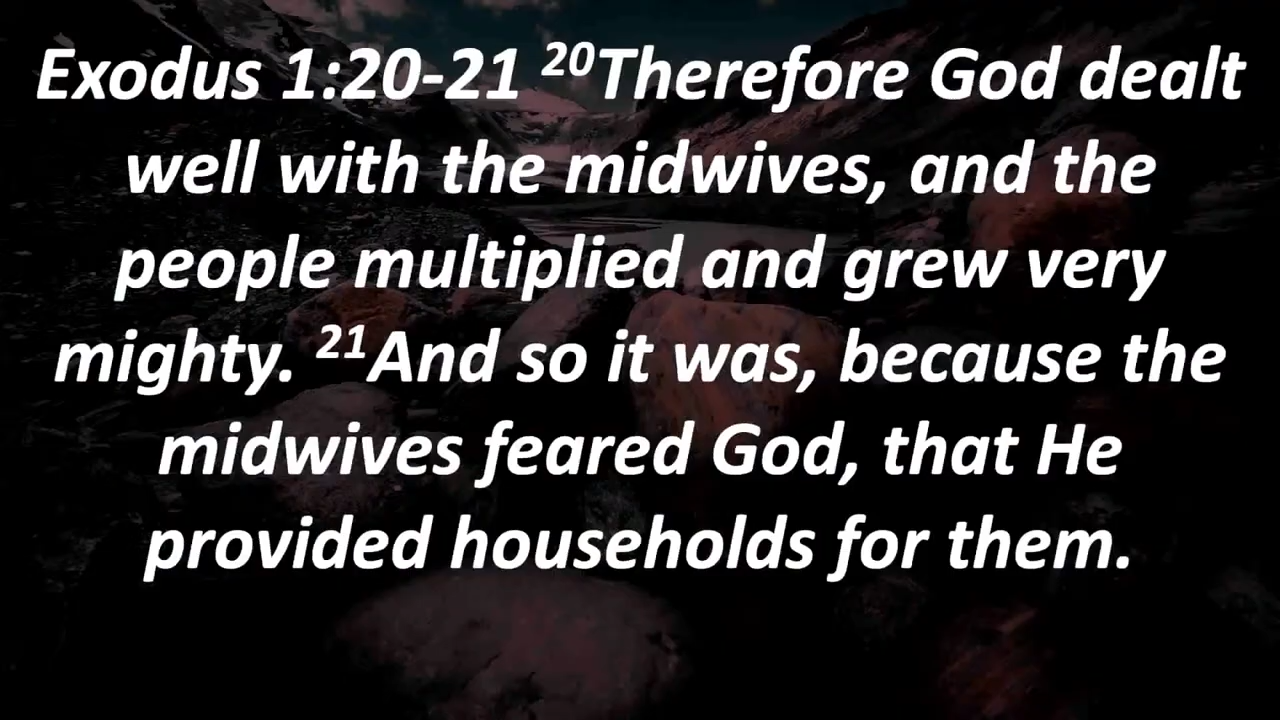 Exodus 1:20-21 ²⁰Therefore God dealt
well with the midwives, and the
people multiplied and grew very
mighty. ²¹And so it was, because the
midwives feared God, that He
provided households for them.